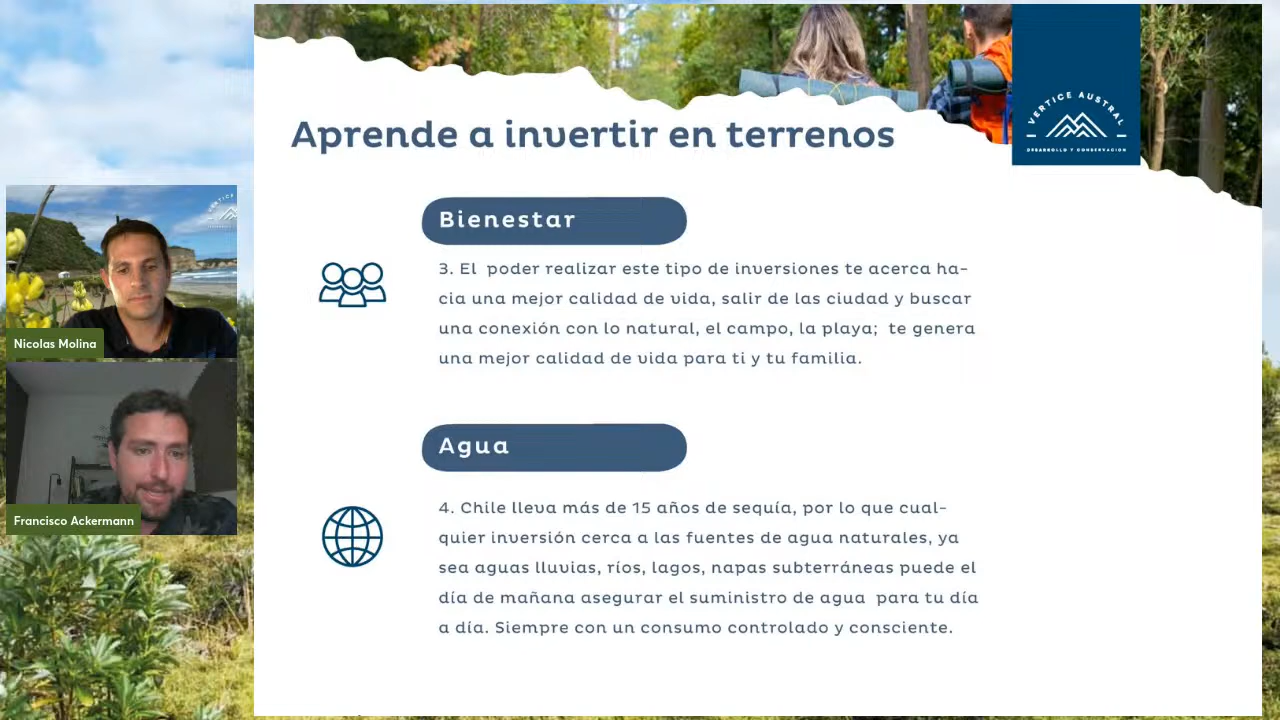 Aprende a invertir en terrenos
VERTICE AUSTRAL
DESARROLLO Y CONSERVACION
Bienestar
3. El  poder realizar este tipo de inversiones te acerca ha-
cia una mejor calidad de vida, salir de las ciudad y buscar
una conexión con lo natural, el campo, la playa;  te genera
una mejor calidad de vida para ti y tu familia.
Agua
4. Chile lleva más de 15 años de sequía, por lo que cual-
quier inversión cerca a las fuentes de agua naturales, ya
sea aguas lluvias, ríos, lagos, napas subterráneas puede el
día de mañana asegurar el suministro de agua  para tu día
a día. Siempre con un consumo controlado y consciente.
Nicolas Molina
Francisco Ackermann